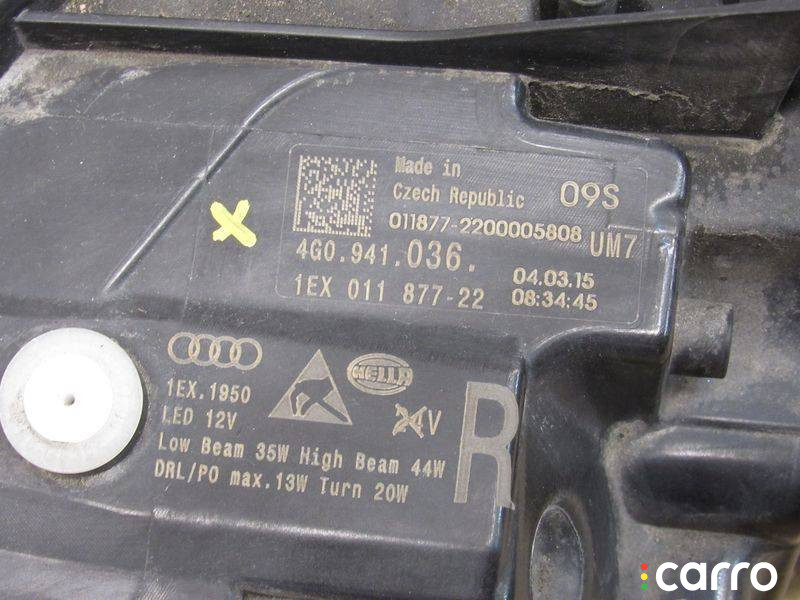 Made in
Czech Republic
09S
011877-2200005808
UM7
4G0.941.036.
04.03.15
1EX 011 877-22
08:34:45
1EX.1950
HELLA
LED 12V
24V
Low Beam 35W High Beam 44W
DRL/PO max.13W Turn 20W
R
carro